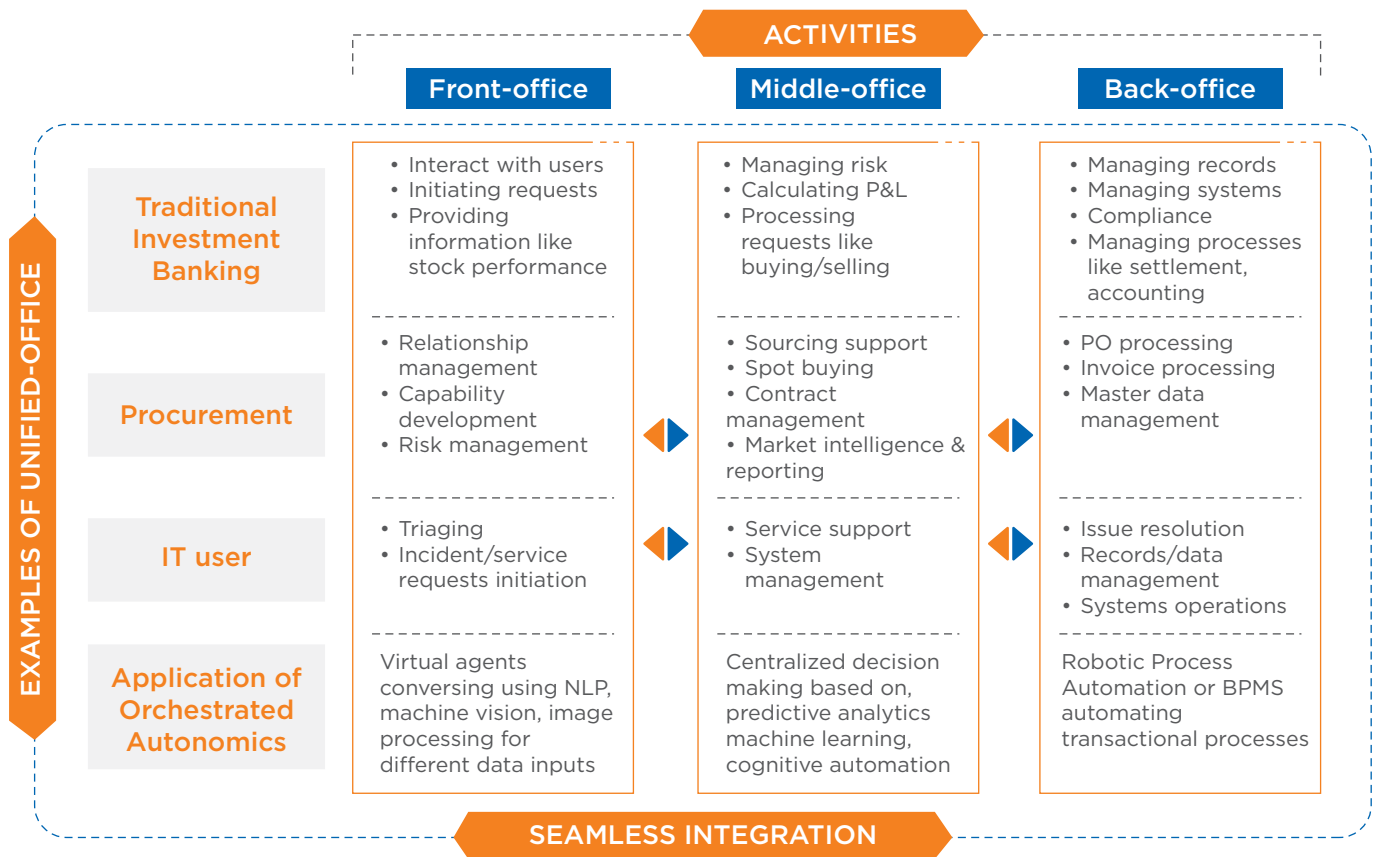 ACTIVITIES
Front-office
Middle-office
Back-office
EXAMPLES OF UNIFIED-OFFICE
Traditional
Investment
Banking
• Interact with users
• Initiating requests
• Providing
information like
stock performance
• Managing risk
• Calculating P&L
• Processing
requests like
buying/selling
• Managing records
• Managing systems
• Compliance
• Managing processes
like settlement,
accounting
Procurement
• Relationship
management
• Capability
development
• Risk management
• Sourcing support
• Spot buying
• Contract
management
• Market intelligence &
reporting
• PO processing
• Invoice processing
• Master data
management
IT user
• Triaging
• Incident/service
requests initiation
• Service support
• System
management
• Issue resolution
• Records/data
management
• Systems operations
Application of
Orchestrated
Autonomics
Virtual agents
conversing using NLP,
machine vision, image
processing for
different data inputs
Centralized decision
making based on,
predictive analytics
machine learning,
cognitive automation
Robotic Process
Automation or BPMS
automating
transactional processes
SEAMLESS INTEGRATION